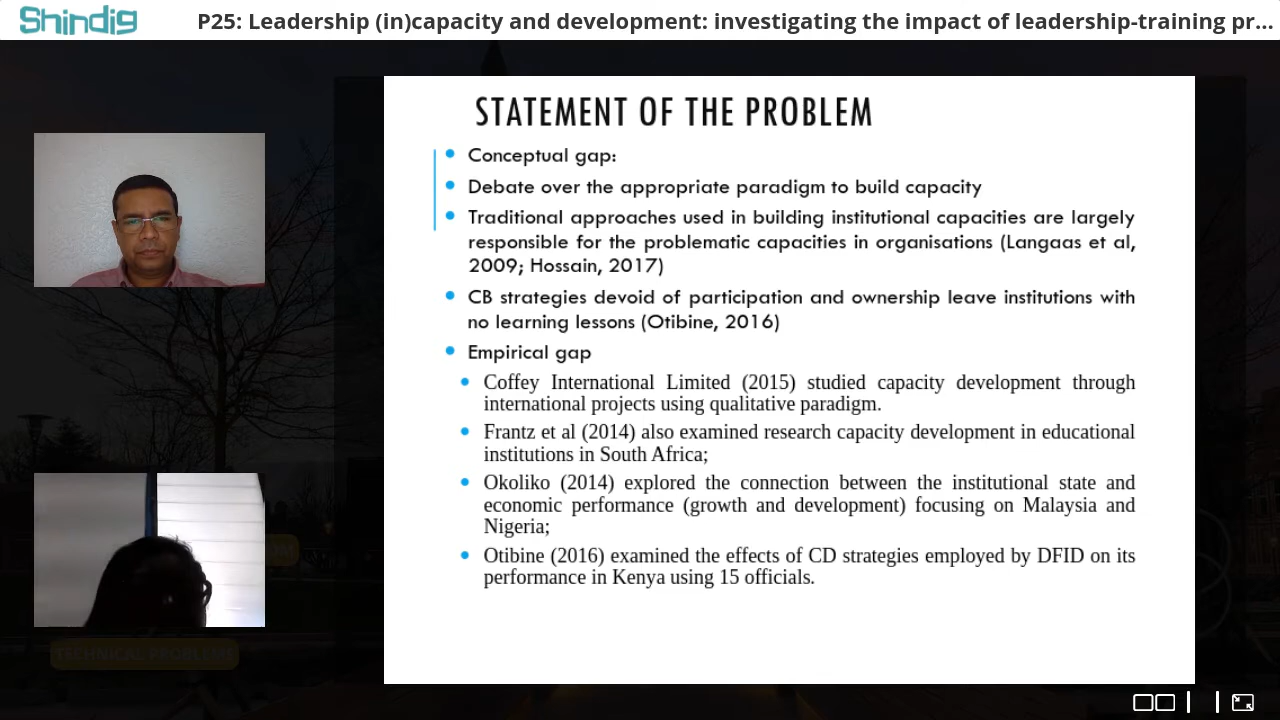 Shindig
P25: Leadership (in)capacity and development: investigating the impact of leadership-training pr...
STATEMENT OF THE PROBLEM
Conceptual gap:
Debate over the appropriate paradigm to build capacity
Traditional approaches used in building institutional capacities are largely
responsible for the problematic capacities in organisations (Langaas et al,
2009; Hossain, 2017)
CB strategies devoid of participation and ownership leave institutions with
no learning lessons (Otibine, 2016)
Empirical gap
Coffey International Limited (2015) studied capacity development through
international projects using qualitative paradigm.
Frantz et al (2014) also examined research capacity development in educational
institutions in South Africa;
Okoliko (2014) explored the connection between the institutional state and
economic performance (growth and development) focusing on Malaysia and
Nigeria;
Otibine (2016) examined the effects of CD strategies employed by DFID on its
performance in Kenya using 15 officials.
TECHNICAL PROBLEMS